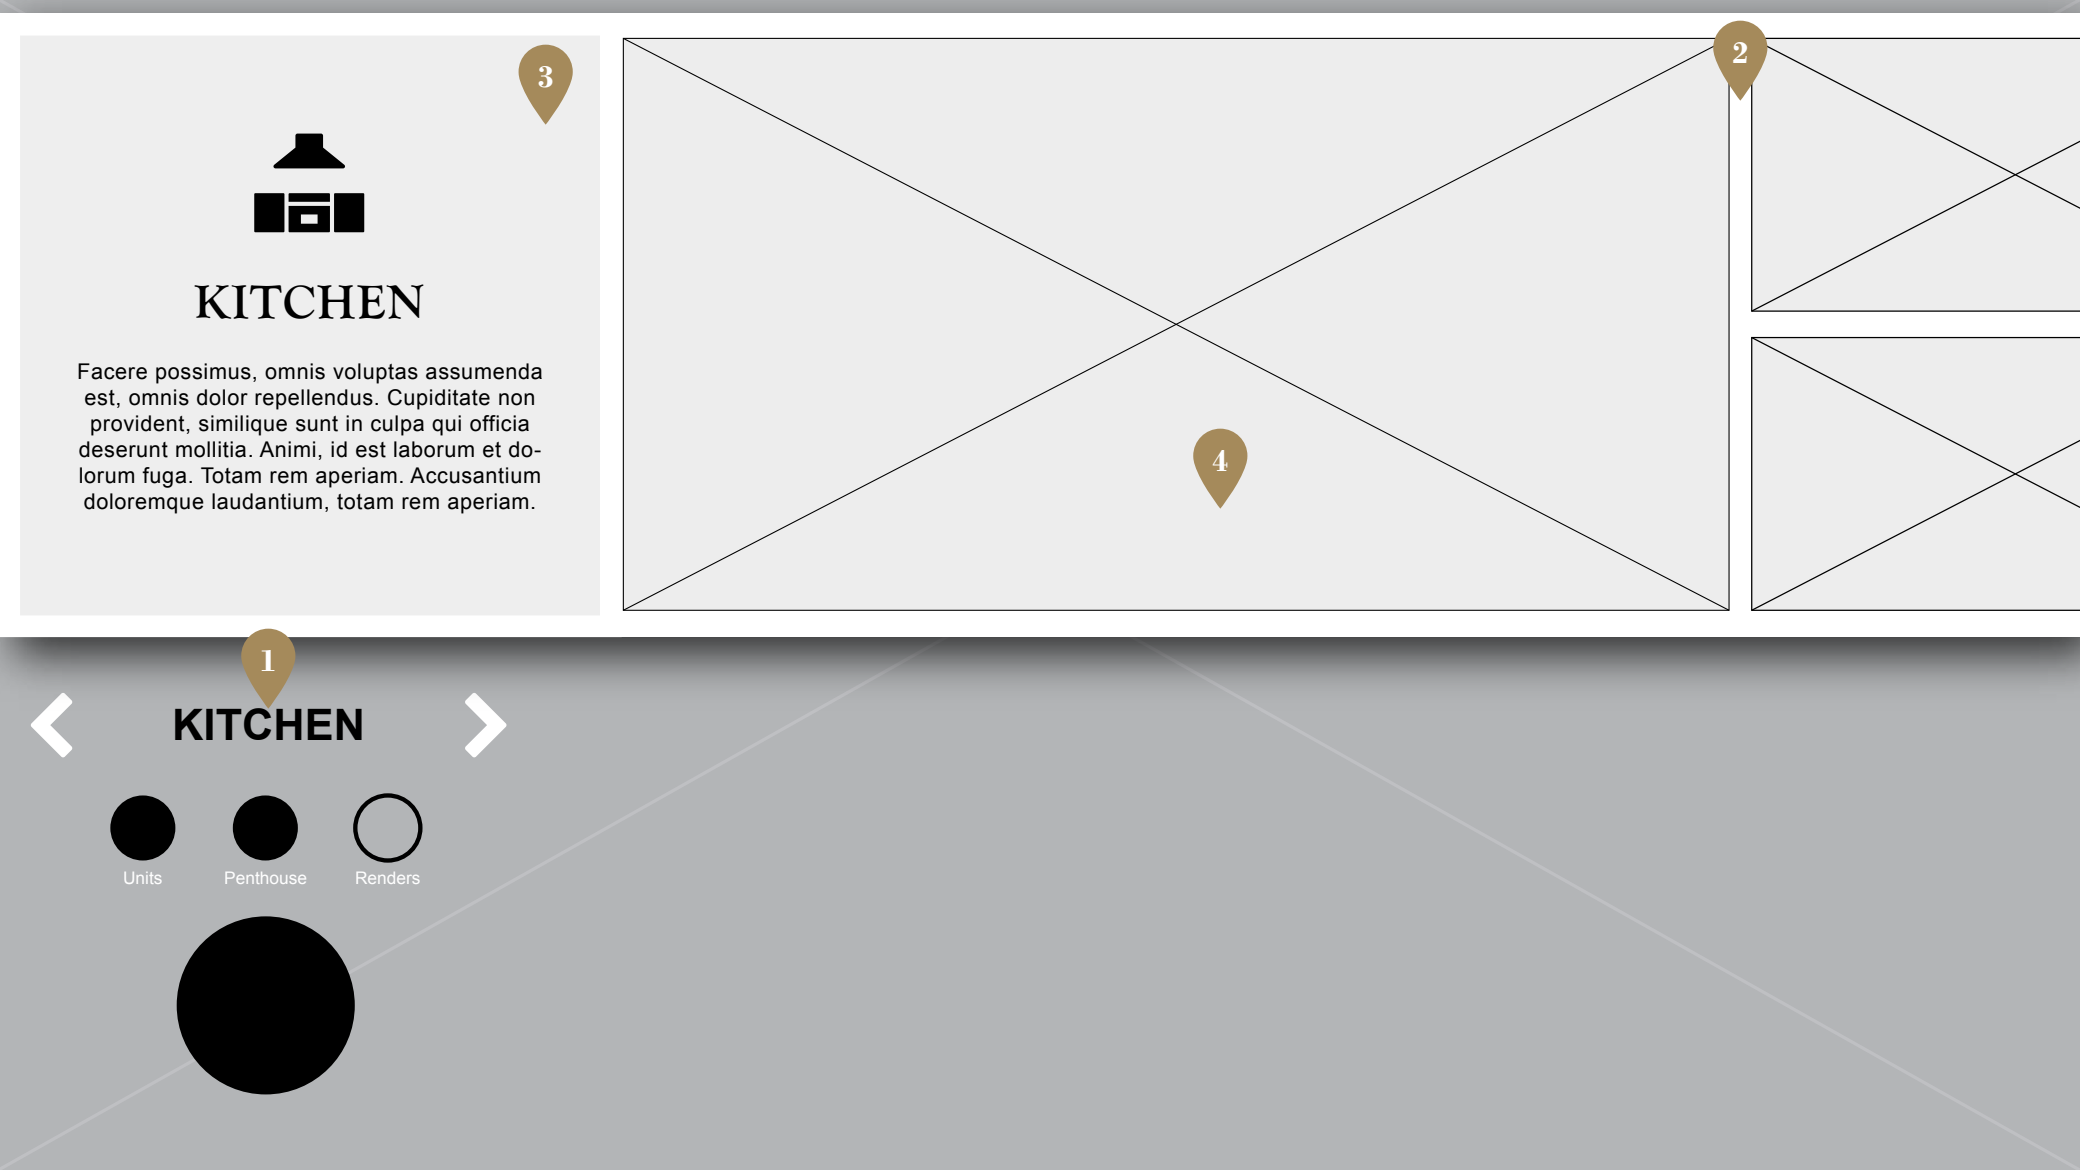 3
2
KITCHEN
Facere possimus, omnis voluptas assumenda
est, omnis dolor repellendus. Cupiditate non
provident, similique sunt in culpa qui officia
deserunt mollitia. Animi, id est laborum et do-
lorum fuga. Totam rem aperiam. Accusantium
doloremque laudantium, totam rem aperiam.
4
1
KITCHEN
Units
Penthouse
Renders